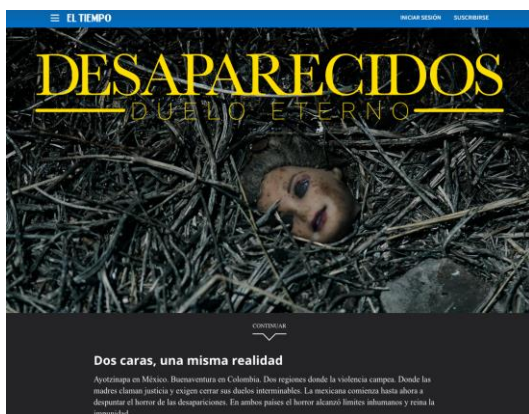 EL TIEMPO
INICIAR SESIÓN SUSCRIBIRSE
DESAPARECIDOS
DUELO ETERNO
CONTINUAR
Dos caras, una misma realidad
Ayotzinapa en México. Buenaventura en Colombia. Dos regiones donde la violencia campea. Donde las
madres claman justicia y exigen cerrar sus duelos interminables. La mexicana comienza hasta ahora a
despuntar el horror de las desapariciones. En ambos países el horror alcanzó límites inhumanos y reina la
impunidad.